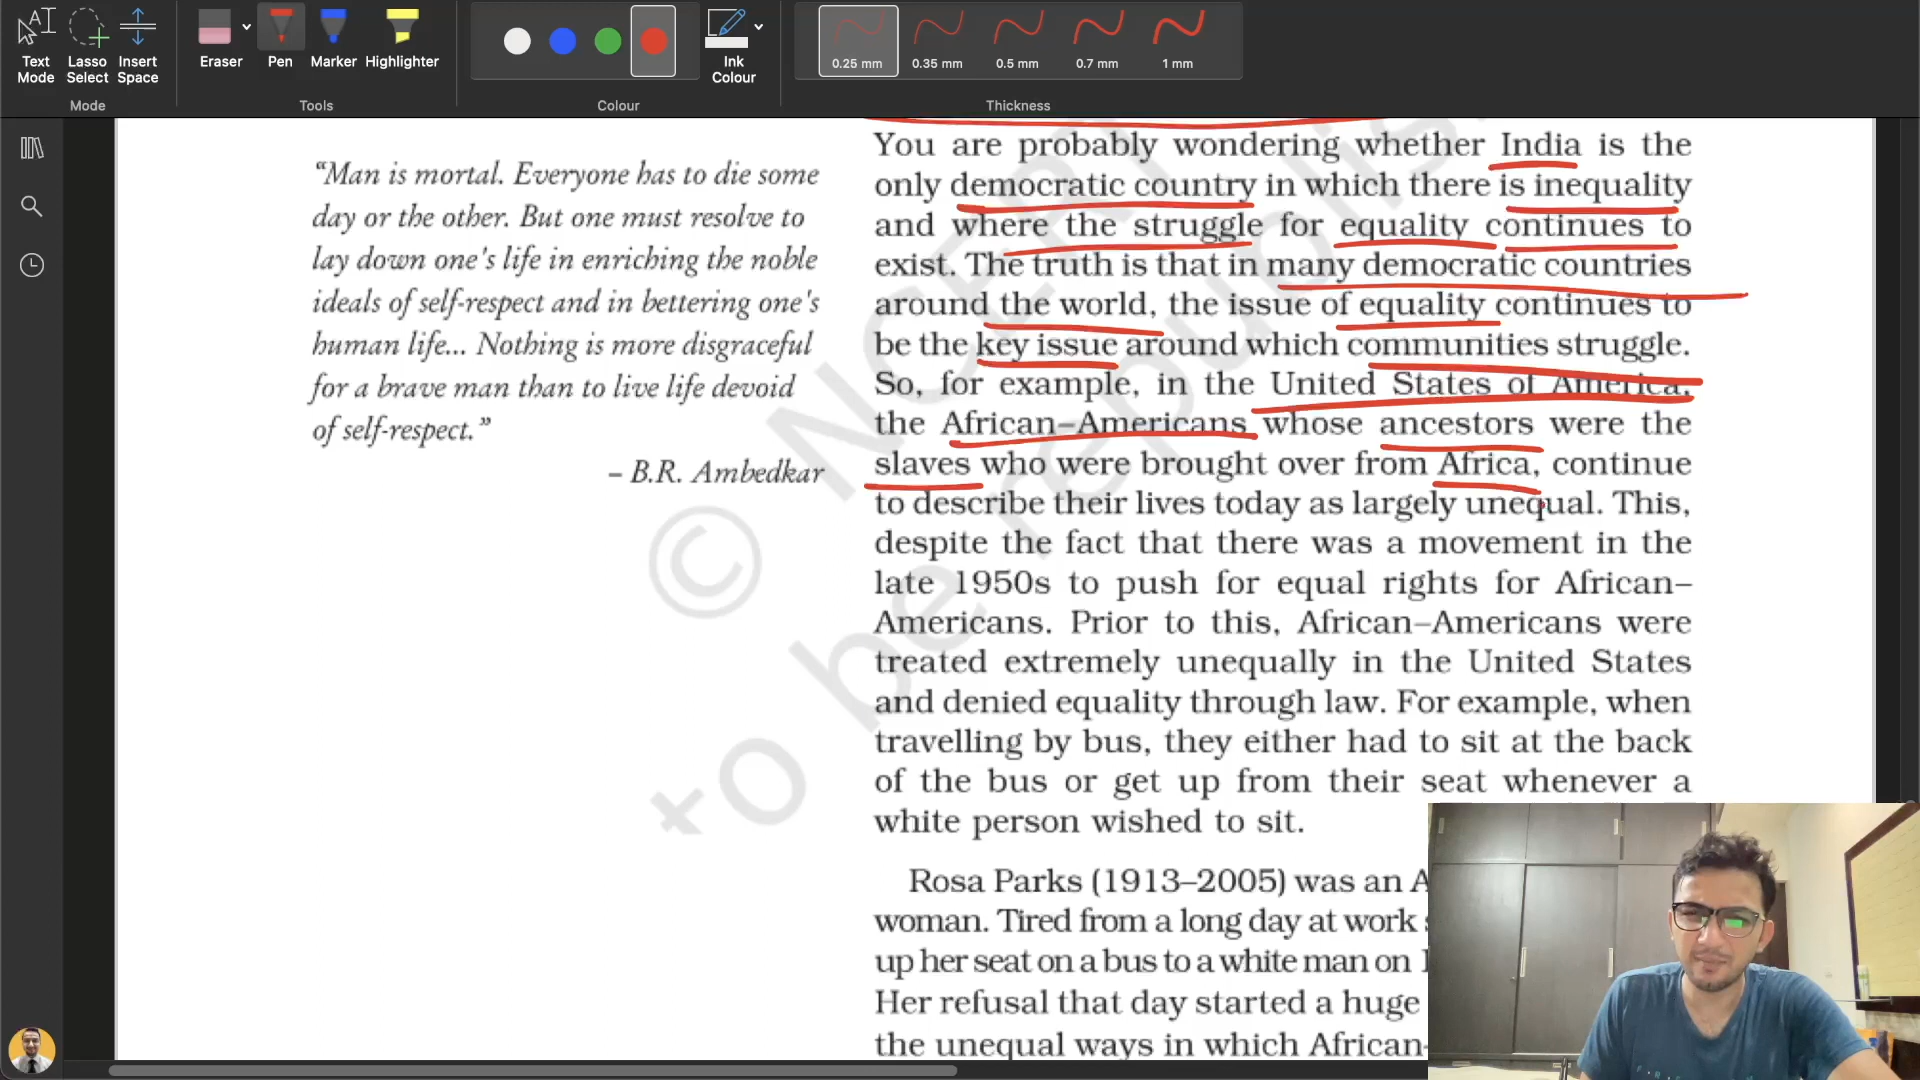 Text Mode
Lasso Select
Insert Space
Mode
Eraser
Pen
Marker
Highlighter
Tools
Colour
Ink Colour
0.25 mm
0.35 mm
0.5 mm
0.7 mm
1 mm
Thickness
“Man is mortal. Everyone has to die some
day or the other. But one must resolve to
lay down one's life in enriching the noble
ideals of self-respect and in bettering one's
human life... Nothing is more disgraceful
for a brave man than to live life devoid
of self-respect.”
– B.R. Ambedkar
You are probably wondering whether India is the
only democratic country in which there is inequality
and where the struggle for equality continues to
exist. The truth is that in many democratic countries
around the world, the issue of equality continues to
be the key issue around which communities struggle.
So, for example, in the United States of America,
the African–Americans whose ancestors were the
slaves who were brought over from Africa, continue
to describe their lives today as largely unequal. This,
despite the fact that there was a movement in the
late 1950s to push for equal rights for African–
Americans. Prior to this, African–Americans were
treated extremely unequally in the United States
and denied equality through law. For example, when
travelling by bus, they either had to sit at the back
of the bus or get up from their seat whenever a
white person wished to sit.
Rosa Parks (1913–2005) was an A
woman. Tired from a long day at work
up her seat on a bus to a white man on
Her refusal that day started a huge
the unequal ways in which African-
© NCERT
to be republis